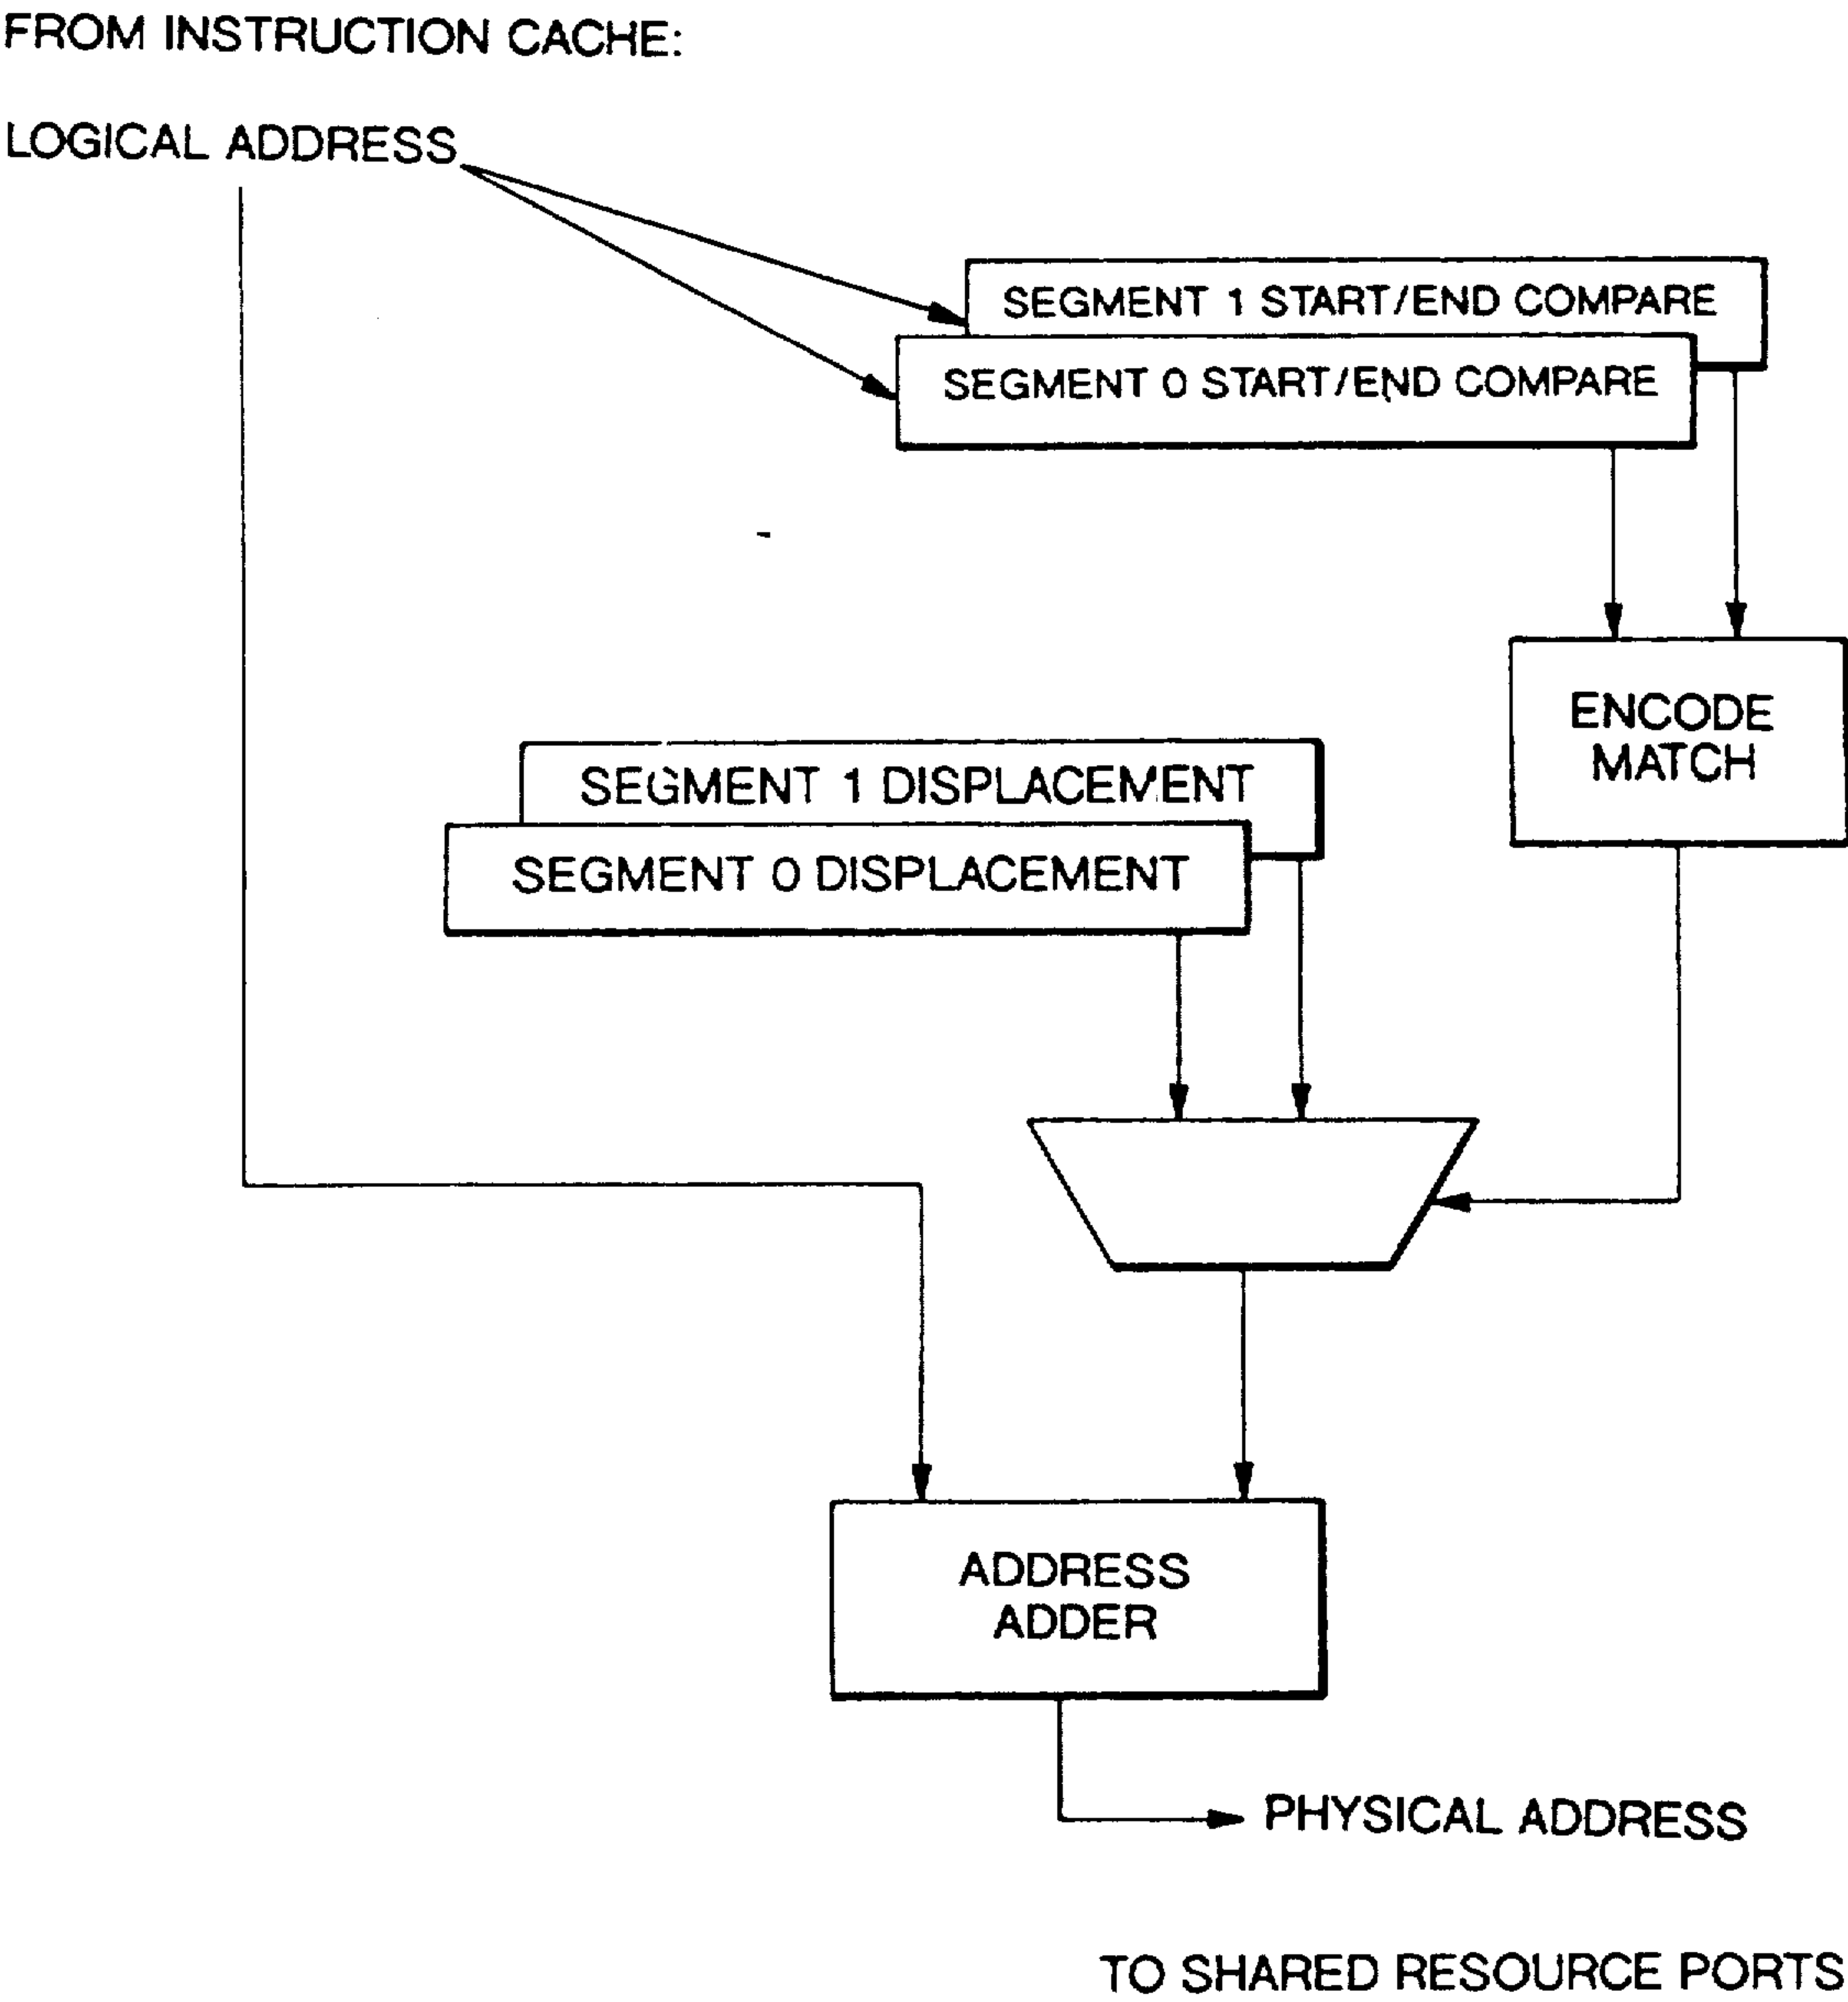 FROM INSTRUCTION CACHE:
LOGICAL ADDRESS
SEGMENT 1 START/END COMPARE
SEGMENT 0 START/END COMPARE
ENCODE
MATCH
SEGMENT 1 DISPLACEMENT
SEGMENT 0 DISPLACEMENT
ADDRESS
ADDER
PHYSICAL ADDRESS
TO SHARED RESOURCE PORTS